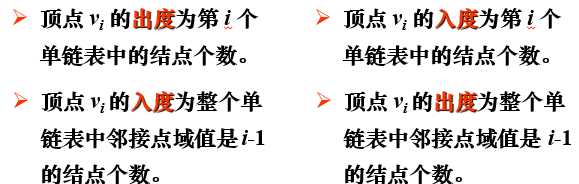 ➢ 顶点 vi 的出度为第 i 个
单链表中的结点个数。
➢ 顶点 vi 的入度为整个单
链表中邻接点域值是 i-1
的结点个数。
➢ 顶点 vi 的入度为第 i 个
单链表中的结点个数。
➢ 顶点 vi 的出度为整个单
链表中邻接点域值是 i-1
的结点个数。